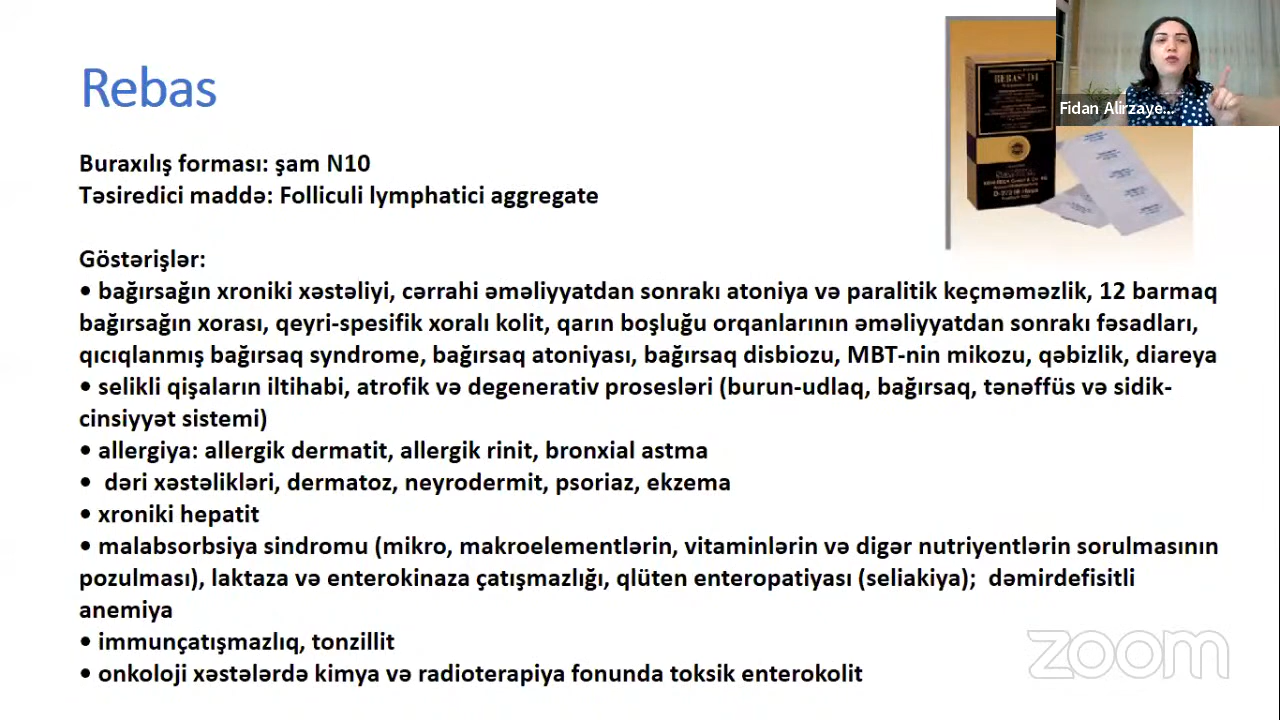 Rebas
REBAS® D4
Fidan Alirzaye...
Buraxılış forması: şam N10
Təsiredici maddə: Folliculi lymphatici aggregate
Göstərişlər:
• bağırsağın xroniki xəstəliyi, cərrahi əməliyyatdan sonrakı atoniya və paralitik keçməməzlik, 12 barmaq
bağırsağın xorası, qeyri-spesifik xoralı kolit, qarın boşluğu orqanlarının əməliyyatdan sonrakı fəsadları,
qıcıqlanmış bağırsaq syndrome, bağırsaq atoniyası, bağırsaq disbiozu, MBT-nin mikozu, qəbizlik, diareya
• selikli qişaların iltihabi, atrofik və degenerativ prosesləri (burun-udlaq, bağırsaq, tənəffüs və sidik-
cinsiyyət sistemi)
• allergiya: allergik dermatit, allergik rinit, bronxial astma
• dəri xəstəlikləri, dermatoz, neyrodermit, psoriaz, ekzema
• xroniki hepatit
• malabsorbsiya sindromu (mikro, makroelementlərin, vitaminlərin və digər nutriyentlərin sorulmasının
pozulması), laktaza və enterokinaza çatışmazlığı, qlüten enteropatiyası (seliakiya); dəmirdefisitli
anemiya
• immunçatışmazlıq, tonzillit
• onkoloji xəstələrdə kimya və radioterapiya fonunda toksik enterokolit
zoom